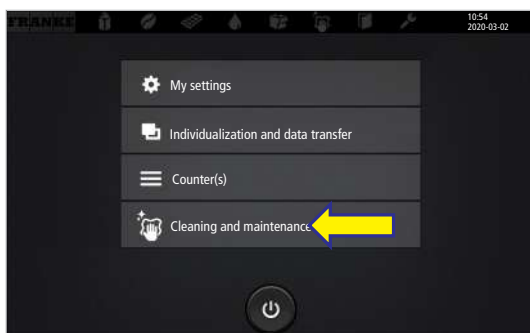 FRANKE
10:54
2020-03-02
My settings
Individualization and data transfer
Counter(s)
Cleaning and maintenance